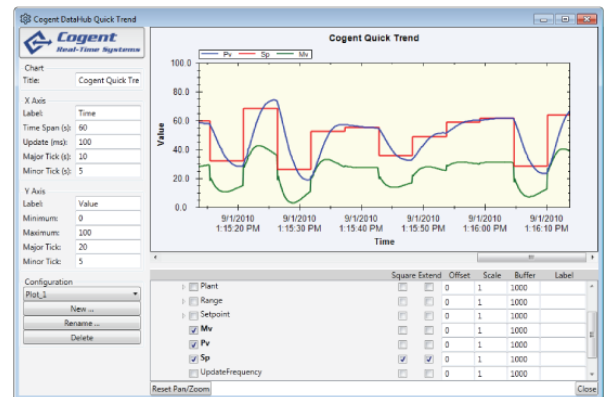 Cogent DataHub Quick Trend
Cogent
Real-Time Systems
Chart
Title: Cogent Quick Tre
X Axis
Label: Time
Time Span (s): 60
Update (ms): 100
Major Tick (s): 10
Minor Tick (s): 5
Y Axis
Label: Value
Minimum: 0
Maximum: 100
Major Tick: 20
Minor Tick: 5
Configuration
Plot_1
New ...
Rename ...
Delete
Cogent Quick Trend
Pv Sp Mv
Value
100.0
80.0
60.0
40.0
20.0
0.0
9/1/2010 9/1/2010 9/1/2010 9/1/2010 9/1/2010 9/1/2010
1:15:20 PM 1:15:30 PM 1:15:40 PM 1:15:50 PM 1:16:00 PM 1:16:10 PM
Time
Square Extend Offset Scale Buffer Label
Plant 0 1 1000
Range 0 1 1000
Setpoint 0 1 1000
Mv 0 1 1000
Pv 0 1 1000
Sp 0 1 1000
UpdateFrequency 0 1 1000
Reset Pan/Zoom Close